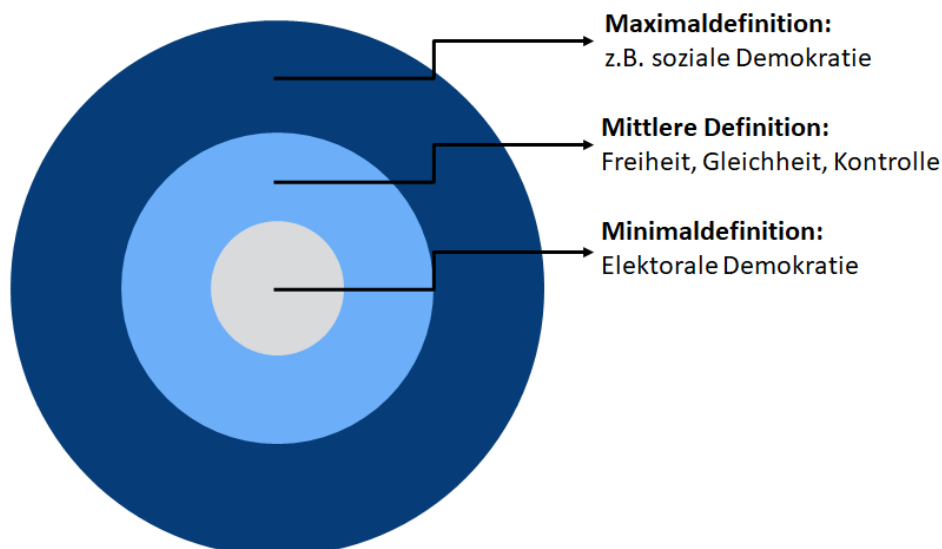 Maximaldefinition:
z.B. soziale Demokratie
Mittlere Definition:
Freiheit, Gleichheit, Kontrolle
Minimaldefinition:
Elektorale Demokratie